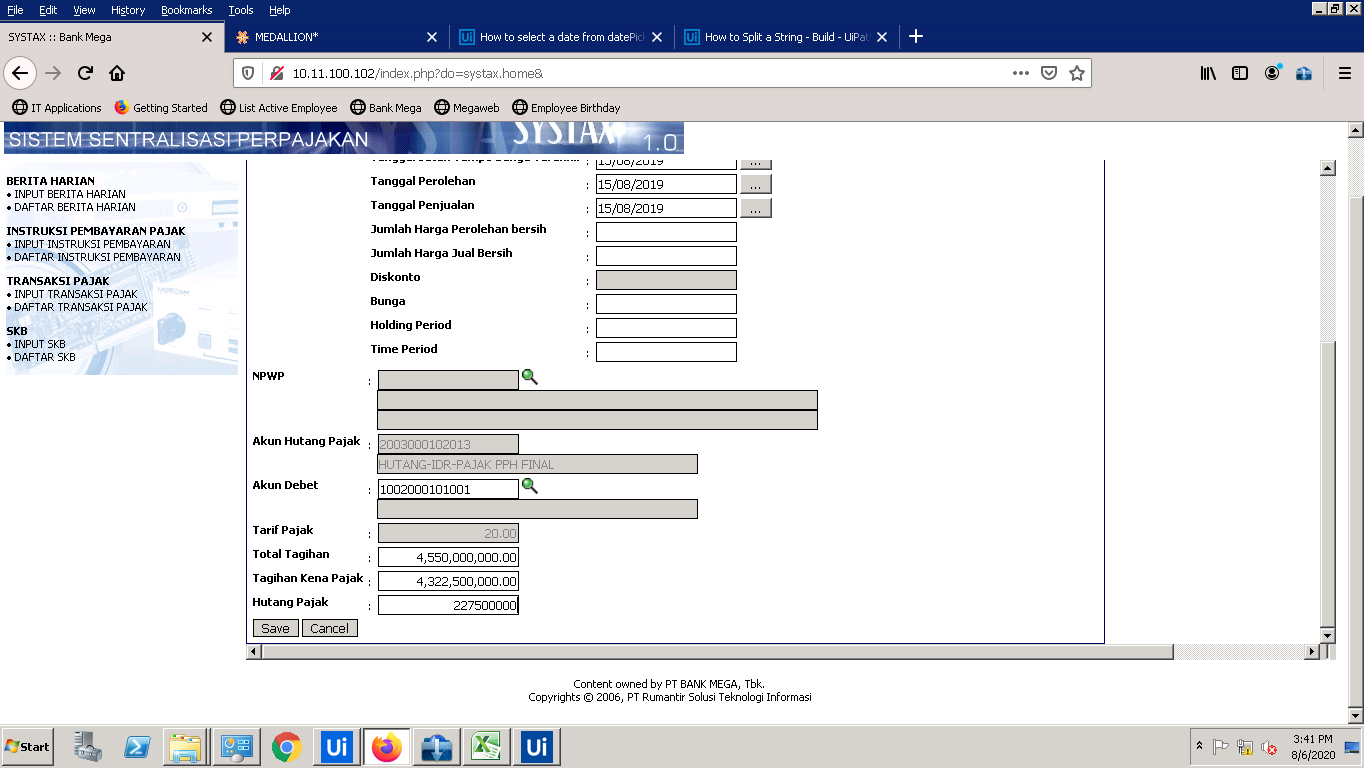 File Edit View History Bookmarks Tools Help
SYSTAX :: Bank Mega
MEDALLION*
How to select a date from datePic
How to Split a String - Build - UiPat
10.11.100.102/index.php?do=systax.home&
IT Applications Getting Started List Active Employee Bank Mega Megaweb Employee Birthday
SISTEM SENTRALISASI PERPAJAKAN SYSTAX 1.0
BERITA HARIAN
• INPUT BERITA HARIAN
• DAFTAR BERITA HARIAN
INSTRUKSI PEMBAYARAN PAJAK
• INPUT INSTRUKSI PEMBAYARAN
• DAFTAR INSTRUKSI PEMBAYARAN
TRANSAKSI PAJAK
• INPUT TRANSAKSI PAJAK
• DAFTAR TRANSAKSI PAJAK
SKB
• INPUT SKB
• DAFTAR SKB
15/08/2019 ...
Tanggal Perolehan : 15/08/2019 ...
Tanggal Penjualan : 15/08/2019 ...
Jumlah Harga Perolehan bersih :
Jumlah Harga Jual Bersih :
Diskonto :
Bunga :
Holding Period :
Time Period :
NPWP :
Akun Hutang Pajak : 2003000102013
HUTANG-IDR-PAJAK PPH FINAL
Akun Debet : 1002000101001
Tarif Pajak : 20.00
Total Tagihan : 4,550,000,000.00
Tagihan Kena Pajak : 4,322,500,000.00
Hutang Pajak : 227500000
Save Cancel
Content owned by PT BANK MEGA, Tbk.
Copyrights © 2006, PT Rumantir Solusi Teknologi Informasi
Start
Ui
Ui
3:41 PM
8/6/2020